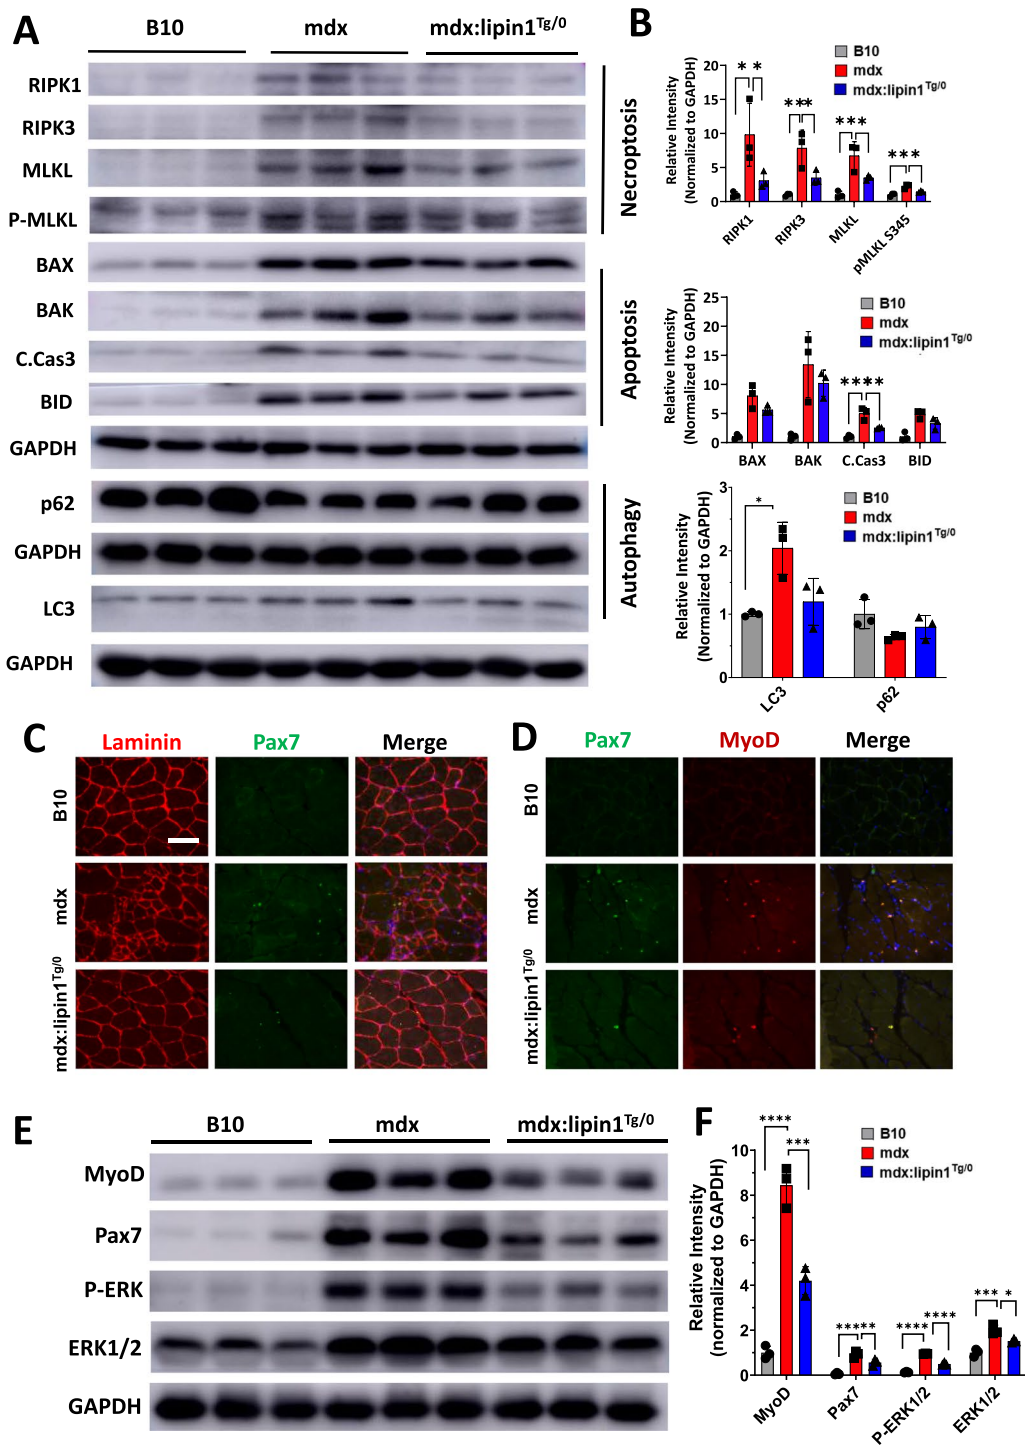 A
B10 mdx mdx:lipin1Tg/0
RIPK1
RIPK3
MLKL
P-MLKL
Necroptosis
BAX
BAK
C.Cas3
BID
Apoptosis
GAPDH
p62
GAPDH
LC3
Autophagy
GAPDH
B
B10
mdx
mdx:lipin1Tg/0
Relative Intensity
(Normalized to GAPDH)
20
15
10
5
0
* *
***
***
***
RIPK1 RIPK3 MLKL pMLKL S345
B10
mdx
mdx:lipin1Tg/0
Relative Intensity
(Normalized to GAPDH)
25
20
15
10
5
0
****
BAX BAK C.Cas3 BID
B10
mdx
mdx:lipin1Tg/0
Relative Intensity
(Normalized to GAPDH)
3
2
1
0
*
LC3 p62
C
Laminin Pax7 Merge
B10
mdx
mdx:lipin1Tg/0
D
Pax7 MyoD Merge
B10
mdx
mdx:lipin1Tg/0
E
B10 mdx mdx:lipin1Tg/0
MyoD
Pax7
P-ERK
ERK1/2
GAPDH
F
B10
mdx
mdx:lipin1Tg/0
Relative Intensity
(normalized to GAPDH)
10
8
6
4
2
0
**** ***
*****
**** ****
*** *
MyoD Pax7 P-ERK1/2 ERK1/2